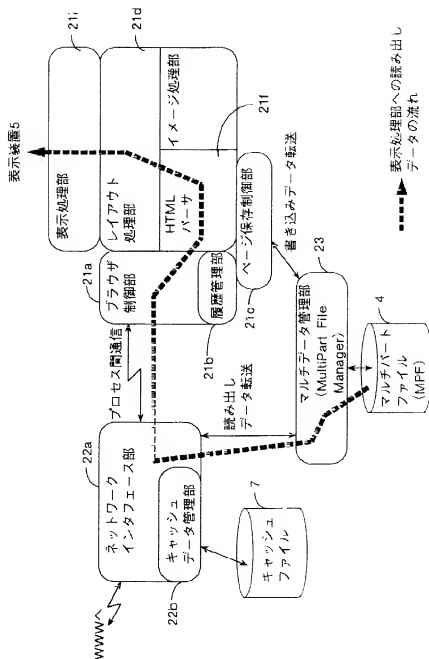 表示装置5
21i
表示処理部
21d
レイアウト
処理部
イメージ処理部
21f
HTML
パーサ
21a
ブラウザ
制御部
履歴管理部
21b
ページ保存制御部
21c
書き込みデータ転送
プロセス間通信
読み出し
データ転送
22a
ネットワーク
インタフェース部
キャッシュ
データ管理部
22b
WWWへ
7
キャッシュ
ファイル
23
マルチデータ管理部
(MultiPart File
Manager)
4
マルチパート
ファイル
(MPF)
表示処理部への読み出し
データの流れ